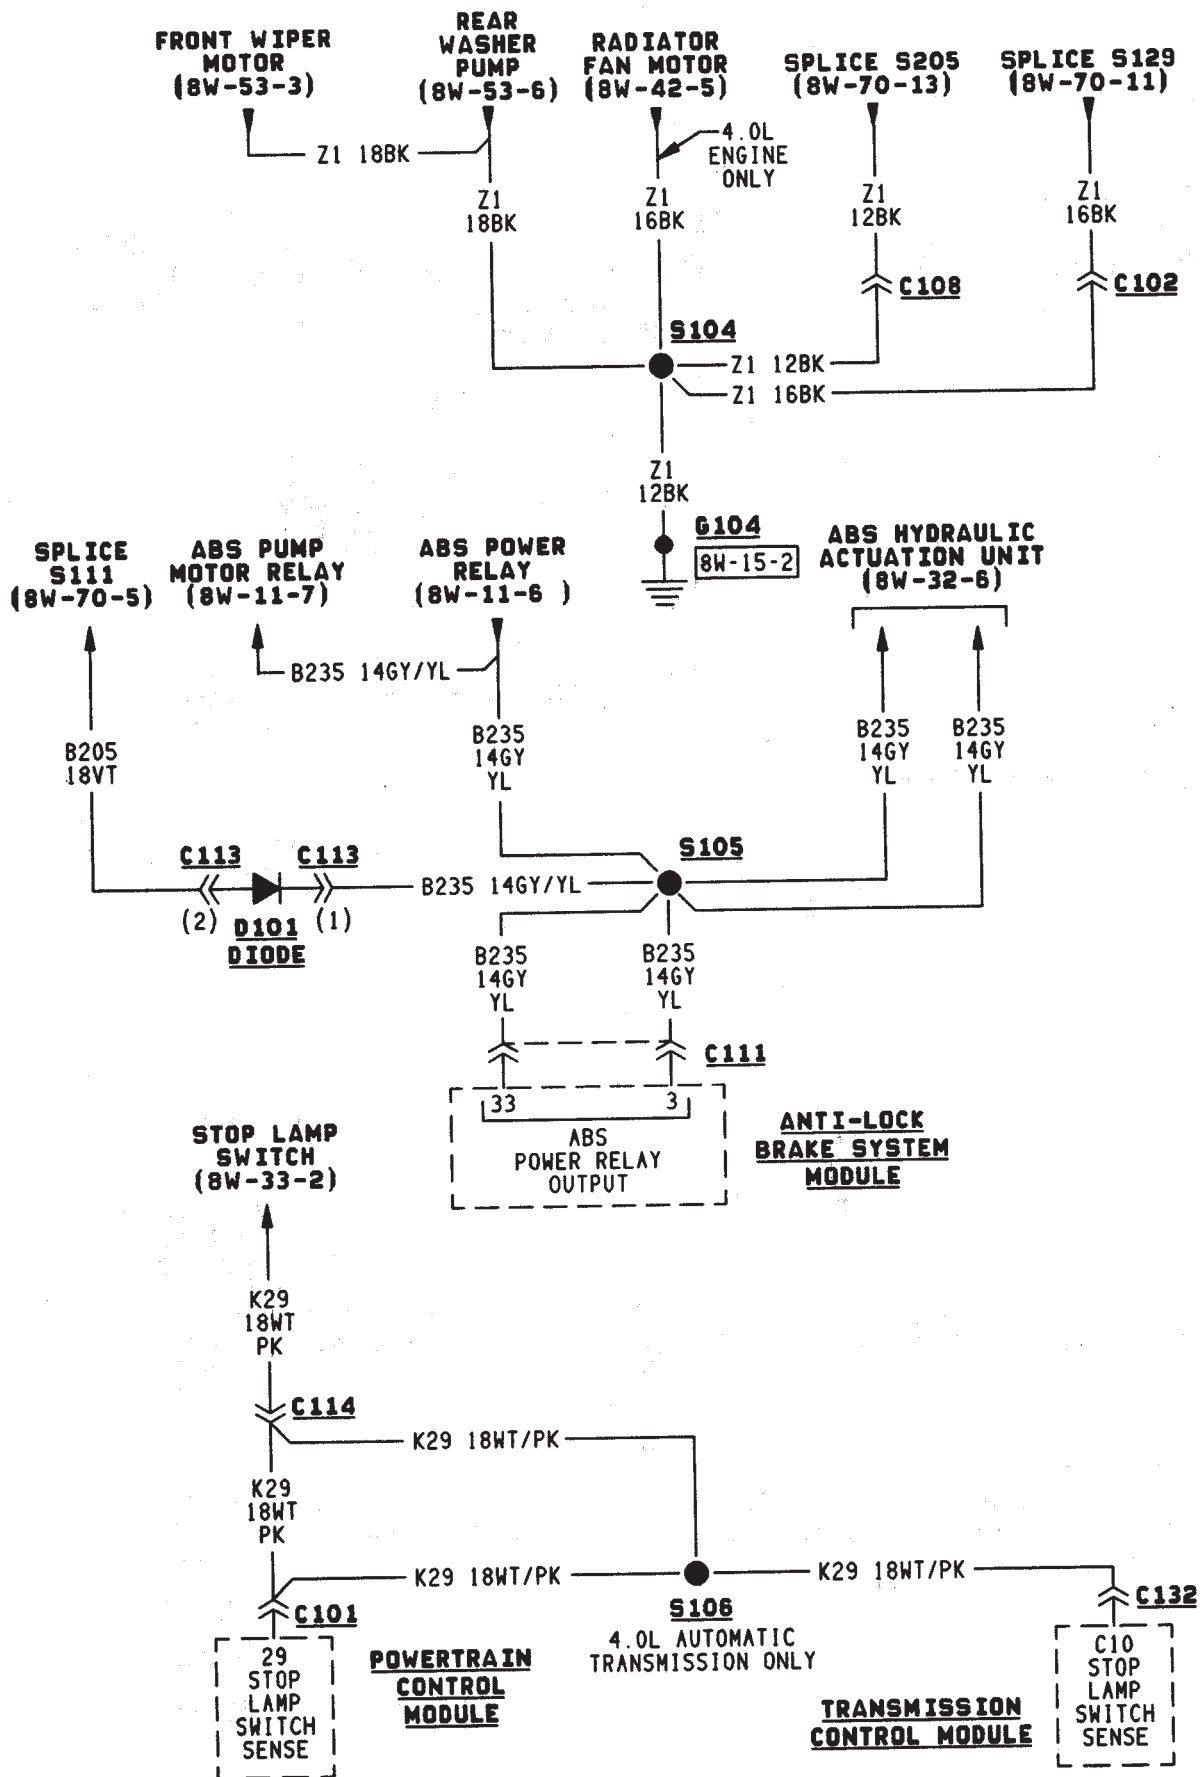 FRONT WIPER
MOTOR
(8W-53-3)
REAR
WASHER
PUMP
(8W-53-6)
RADIATOR
FAN MOTOR
(8W-42-5)
SPLICE S205
(8W-70-13)
SPLICE S129
(8W-70-11)
Z1 18BK
4.0L
ENGINE
ONLY
Z1
18BK
Z1
16BK
Z1
12BK
Z1
16BK
C108
C102
S104
Z1 12BK
Z1 16BK
Z1
12BK
G104
8W-15-2
SPLICE
S111
(8W-70-5)
ABS PUMP
MOTOR RELAY
(8W-11-7)
ABS POWER
RELAY
(8W-11-6 )
ABS HYDRAULIC
ACTUATION UNIT
(8W-32-6)
B235 14GY/YL
B205
18VT
B235
14GY
YL
B235
14GY
YL
B235
14GY
YL
C113
C113
S105
B235 14GY/YL
(2)
D101
DIODE
(1)
B235
14GY
YL
B235
14GY
YL
C111
33
3
ABS
POWER RELAY
OUTPUT
ANTI-LOCK
BRAKE SYSTEM
MODULE
STOP LAMP
SWITCH
(8W-33-2)
K29
18WT
PK
C114
K29 18WT/PK
K29
18WT
PK
K29 18WT/PK
K29 18WT/PK
C101
S106
4.0L AUTOMATIC
TRANSMISSION ONLY
C132
29
STOP
LAMP
SWITCH
SENSE
POWERTRAIN
CONTROL
MODULE
TRANSMISSION
CONTROL MODULE
C10
STOP
LAMP
SWITCH
SENSE